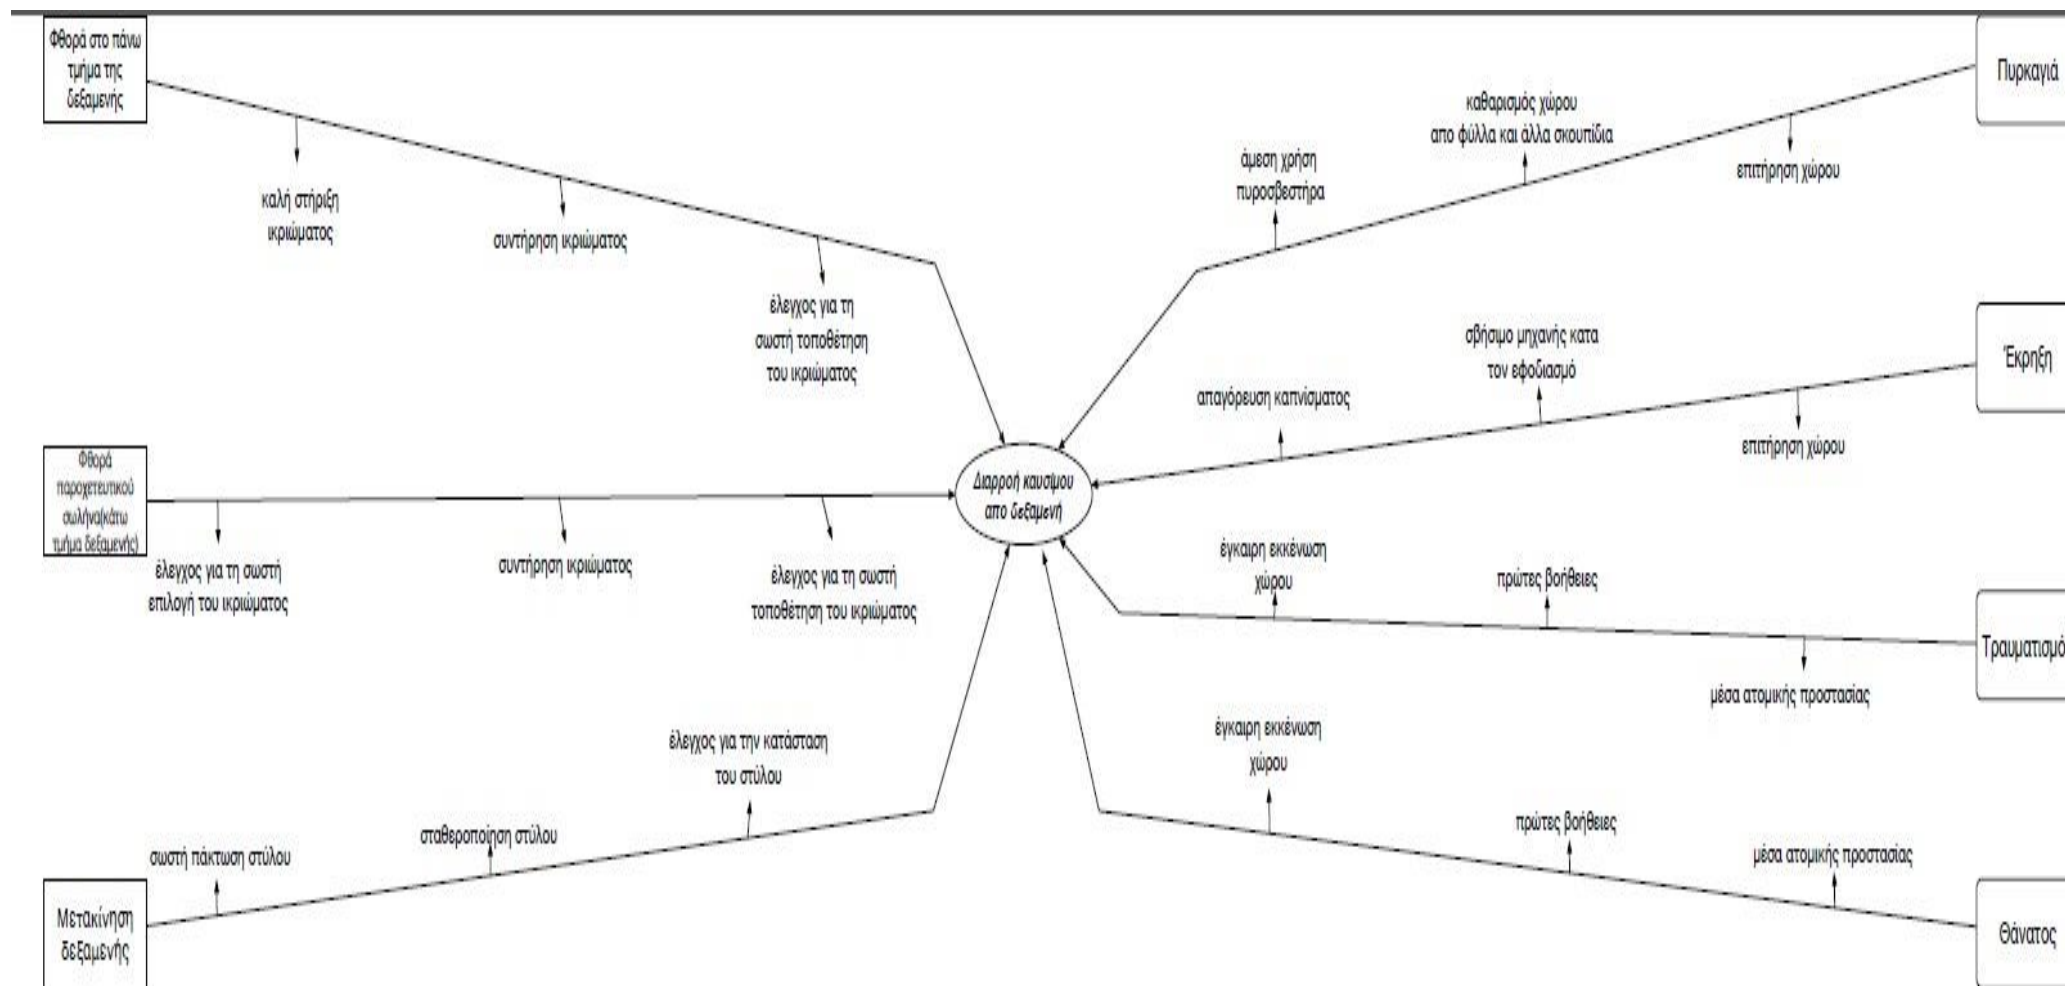 Φθορά στο πάνω
τμήμα της
δεξαμενής
καλή στήριξη
ικριώματος
συντήρηση ικριώματος
έλεγχος για τη
σωστή τοποθέτηση
του ικριώματος
Φθορά
παροχετευτικού
σωλήνα(κάτω
τμήμα δεξαμενής)
έλεγχος για τη σωστή
επιλογή του ικριώματος
συντήρηση ικριώματος
έλεγχος για τη σωστή
τοποθέτηση του ικριώματος
Μετακίνηση
δεξαμενής
σωστή πάκτωση στύλου
σταθεροποίηση στύλου
έλεγχος για την κατάσταση
του στύλου
Διαρροή καυσίμου
απο δεξαμενή
άμεση χρήση
πυροσβεστήρα
καθαρισμός χώρου
απο φύλλα και άλλα σκουπίδια
επιτήρηση χώρου
Πυρκαγιά
απαγόρευση καπνίσματος
σβήσιμο μηχανής κατα
τον εφοδιασμό
επιτήρηση χώρου
Έκρηξη
έγκαιρη εκκένωση
χώρου
πρώτες βοήθειες
μέσα ατομικής προστασίας
Τραυματισμό
έγκαιρη εκκένωση
χώρου
πρώτες βοήθειες
μέσα ατομικής προστασίας
Θάνατος